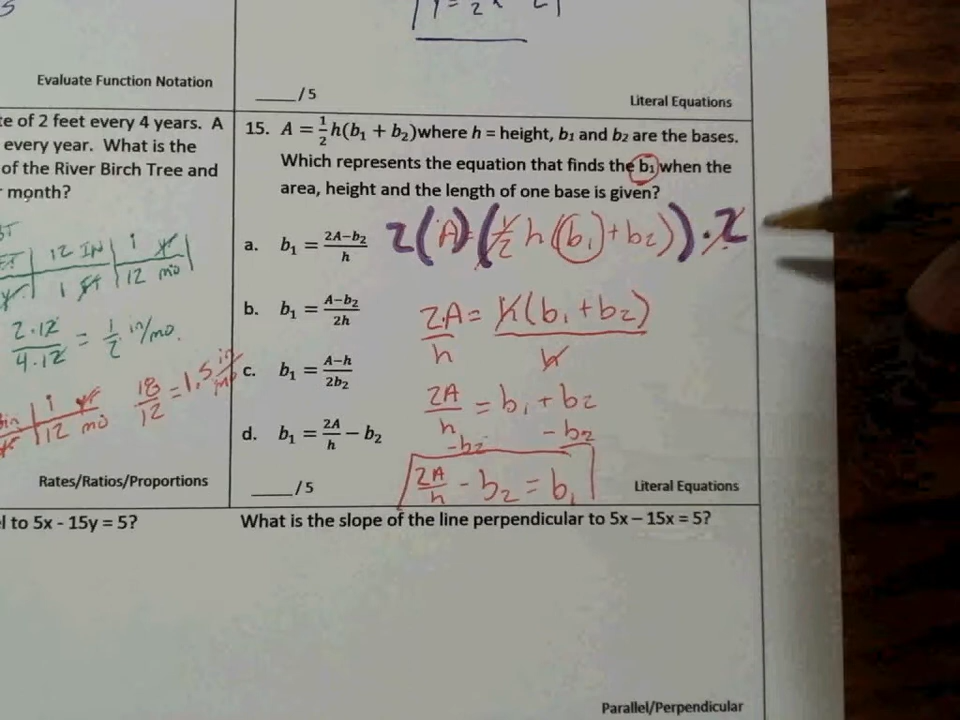 Evaluate Function Notation
____/5
Literal Equations
te of 2 feet every 4 years. A
every year. What is the
of the River Birch Tree and
month?
12 IN 1 yr
1 ft 12 mo
2·12/4·12 = 1/2 in/mo.
1 yr
12 mo
18/12 = 1.5 in/mo
Rates/Ratios/Proportions
15. A = ½h(b₁ + b₂)where h = height, b₁ and b₂ are the bases.
Which represents the equation that finds the b₁ when the
area, height and the length of one base is given?
2(A)=(½ h(b₁)+b₂))·2
a. b₁ = 2A−b₂/h
b. b₁ = A−b₂/2h
2·A/h = h(b₁+b₂)/h
c. b₁ = A−h/2b₂
2A/h = b₁+b₂
d. b₁ = 2A/h − b₂
-b₂ -b₂
2A/h - b₂ = b₁
____/5
Literal Equations
el to 5x - 15y = 5?
What is the slope of the line perpendicular to 5x – 15x = 5?
Parallel/Perpendicular